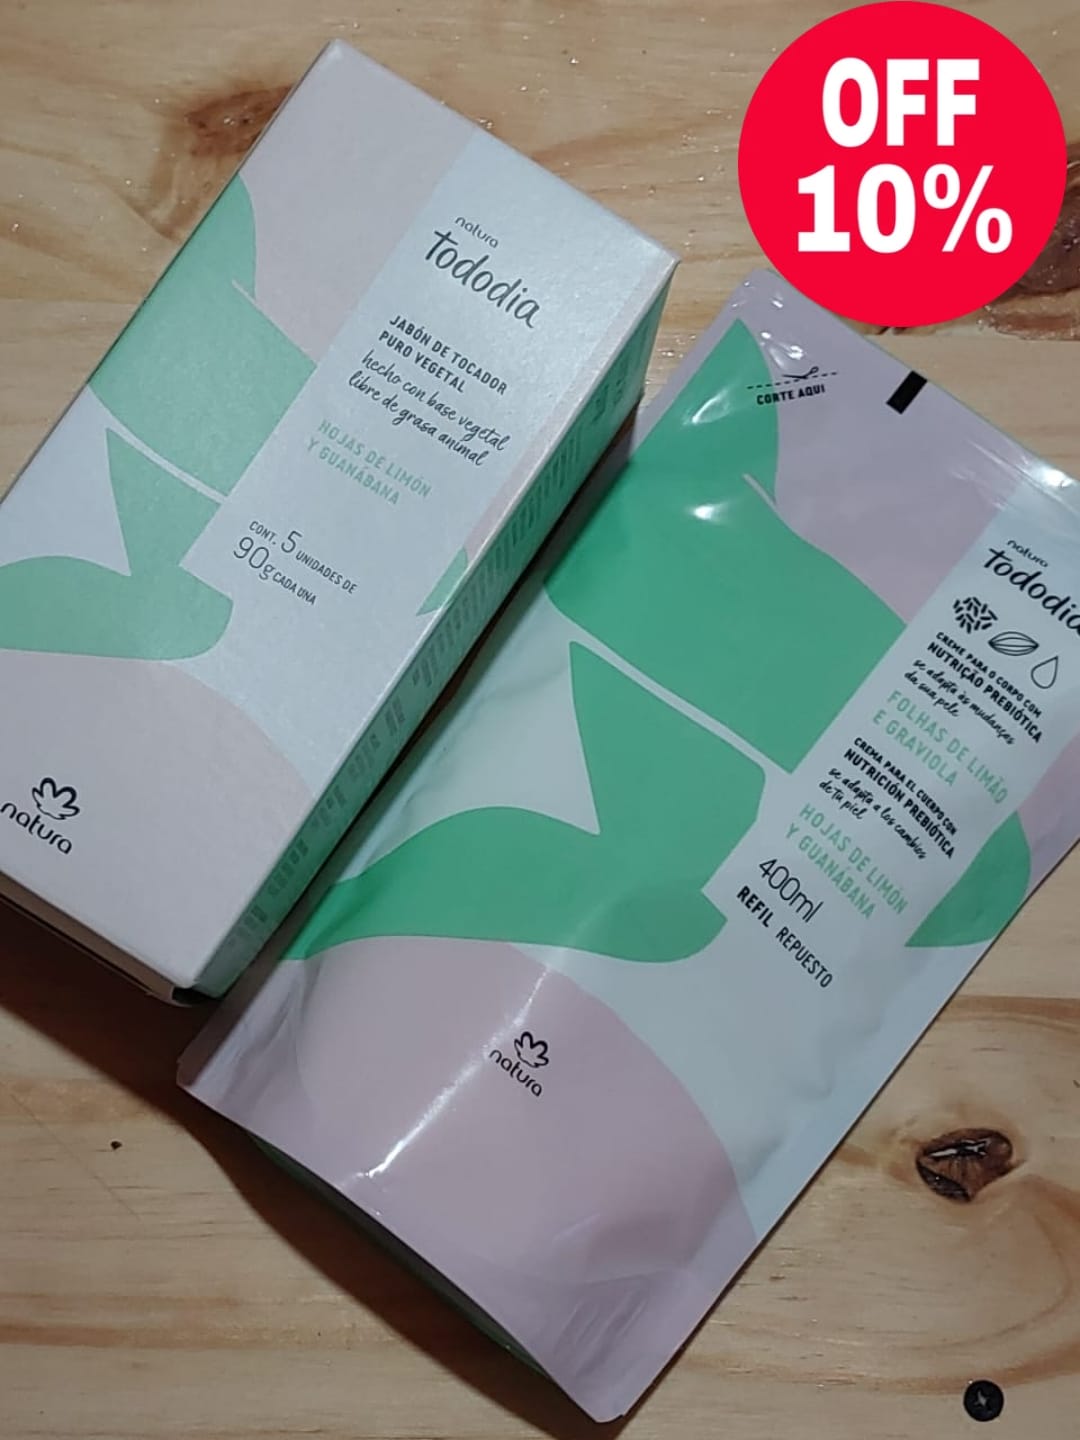 OFF
10%
natura
Tododia
JABÓN DE TOCADOR
PURO VEGETAL
hecho con base vegetal
libre de grasa animal
HOJAS DE LIMÓN
Y GUANÁBANA
CONT. 5 UNIDADES DE
90g CADA UNA
natura
CORTE AQUI
natura
Tododia
CREME PARA O CORPO COM
NUTRIÇÃO PREBIÓTICA
se adapta às mudanças
da sua pele
FOLHAS DE LIMÃO
E GRAVIOLA
CREMA PARA EL CUERPO CON
NUTRICIÓN PREBIÓTICA
se adapta a los cambios
de tu piel
HOJAS DE LIMÓN
Y GUANÁBANA
400ml
REFIL REPUESTO
natura